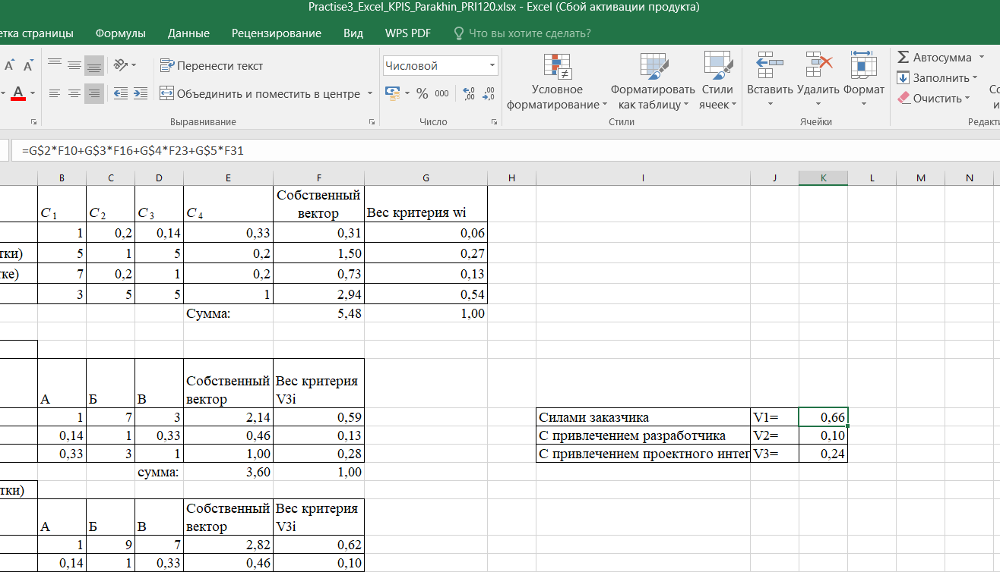 Practise3_Excel_KPIS_Parakhin_PRI120.xlsx - Excel (Сбой активации продукта)
етка страницы Формулы Данные Рецензирование Вид WPS PDF Что вы хотите сделать?
Перенести текст Числовой Автосумма
Объединить и поместить в центре % 000 Условное форматирование Форматировать как таблицу Стили ячеек Вставить Удалить Формат Заполнить
Очистить
Выравнивание Число Стили Ячейки Редакти
=G$2*F10+G$3*F16+G$4*F23+G$5*F31
B C D E F G H I J K L M N
C1 C2 C3 C4 Собственный вектор Вес критерия wi
1 0,2 0,14 0,33 0,31 0,06
тки) 5 1 5 0,2 1,50 0,27
ке) 7 0,2 1 0,2 0,73 0,13
3 5 5 1 2,94 0,54
Сумма: 5,48 1,00
А Б В Собственный вектор Вес критерия V3i
1 7 3 2,14 0,59 Силами заказчика V1= 0,66
0,14 1 0,33 0,46 0,13 С привлечением разработчика V2= 0,10
0,33 3 1 1,00 0,28 С привлечением проектного интег V3= 0,24
сумма: 3,60 1,00
тки)
А Б В Собственный вектор Вес критерия V3i
1 9 7 2,82 0,62
0,14 1 0,33 0,46 0,10